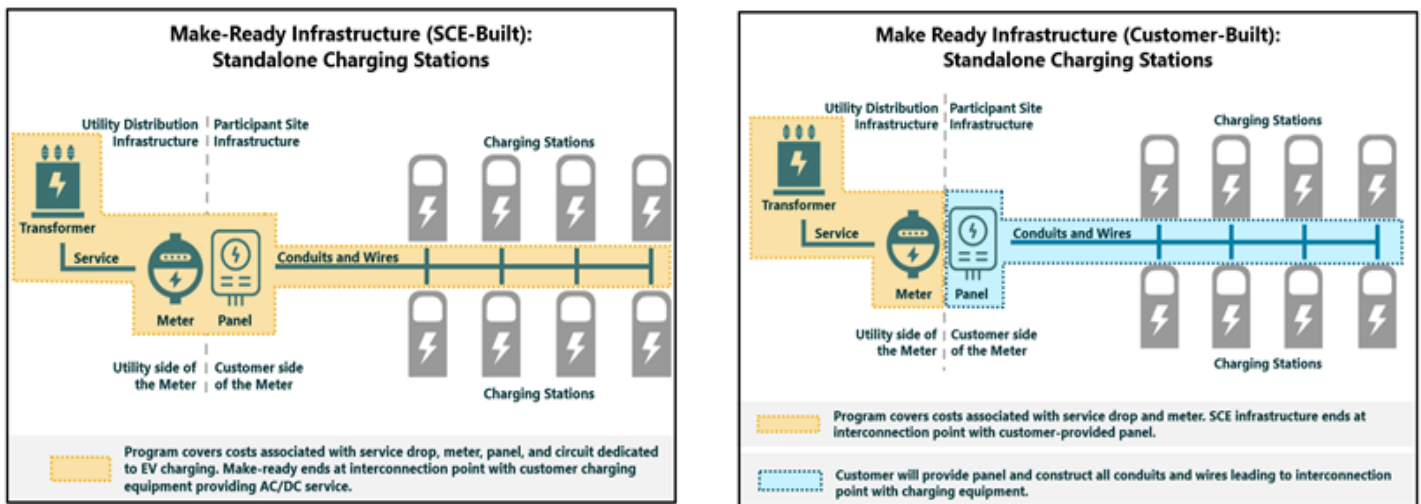 Make-Ready Infrastructure (SCE-Built):
Standalone Charging Stations
Utility Distribution
Infrastructure
Participant Site
Infrastructure
Charging Stations
Transformer
Service
Conduits and Wires
Meter
Panel
Utility side of
the Meter
Customer side
of the Meter
Charging Stations
Program covers costs associated with service drop, meter, panel, and circuit dedicated
to EV charging. Make-ready ends at interconnection point with customer charging
equipment providing AC/DC service.
Make Ready Infrastructure (Customer-Built):
Standalone Charging Stations
Utility Distribution
Infrastructure
Participant Site
Infrastructure
Charging Stations
Transformer
Service
Conduits and Wires
Meter
Panel
Utility side of
the Meter
Customer side
of the Meter
Charging Stations
Program covers costs associated with service drop and meter. SCE infrastructure ends at
interconnection point with customer-provided panel.
Customer will provide panel and construct all conduits and wires leading to interconnection
point with charging equipment.